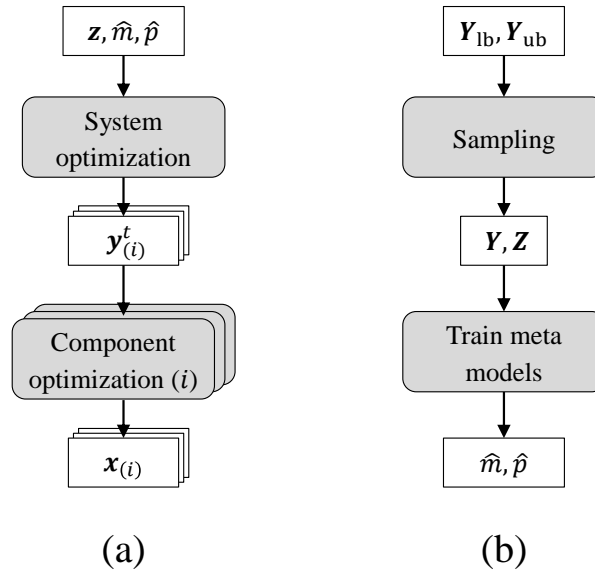 z, m̂, p̂
System
optimization
y^t_(i)
Component
optimization (i)
x_(i)
(a)
Y_lb, Y_ub
Sampling
Y, Z
Train meta
models
m̂, p̂
(b)